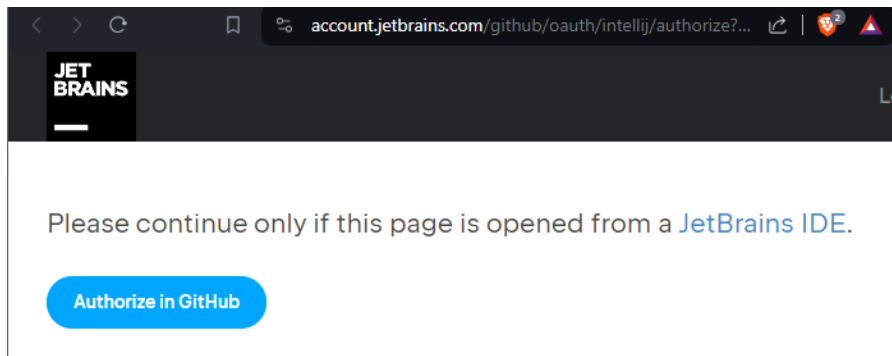 account.jetbrains.com/github/oauth/intellij/authorize?...
2
JET
BRAINS
Please continue only if this page is opened from a JetBrains IDE.
Authorize in GitHub